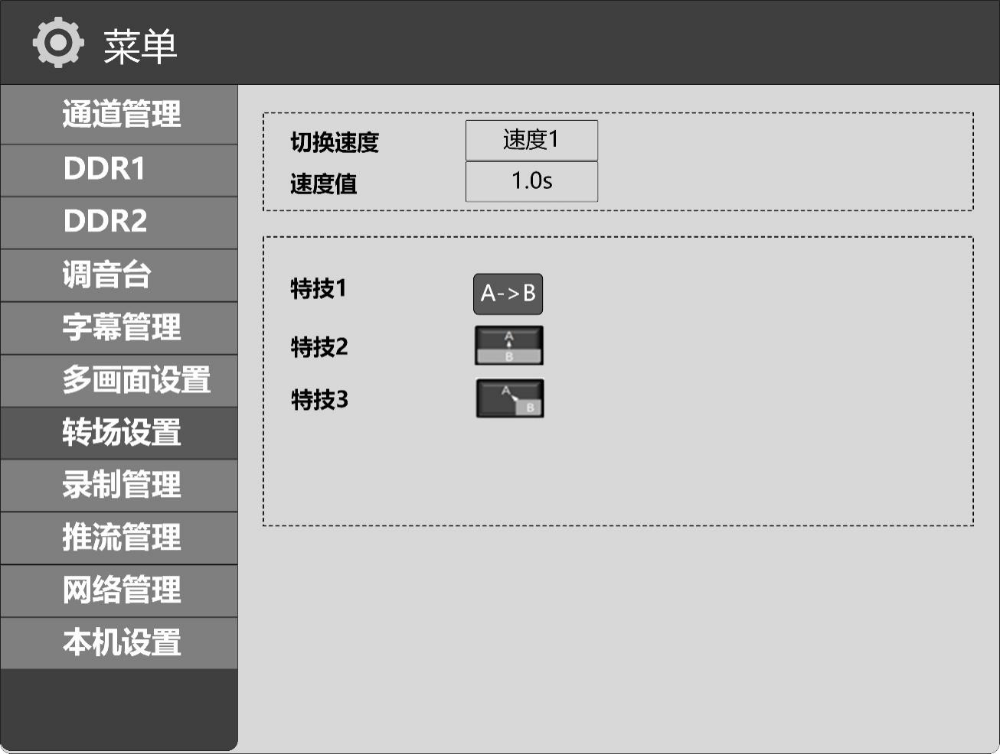 菜单
通道管理
DDR1
DDR2
调音台
字幕管理
多画面设置
转场设置
录制管理
推流管理
网络管理
本机设置
切换速度 速度1
速度值 1.0s
特技1 A->B
特技2 A
B
特技3 A
B